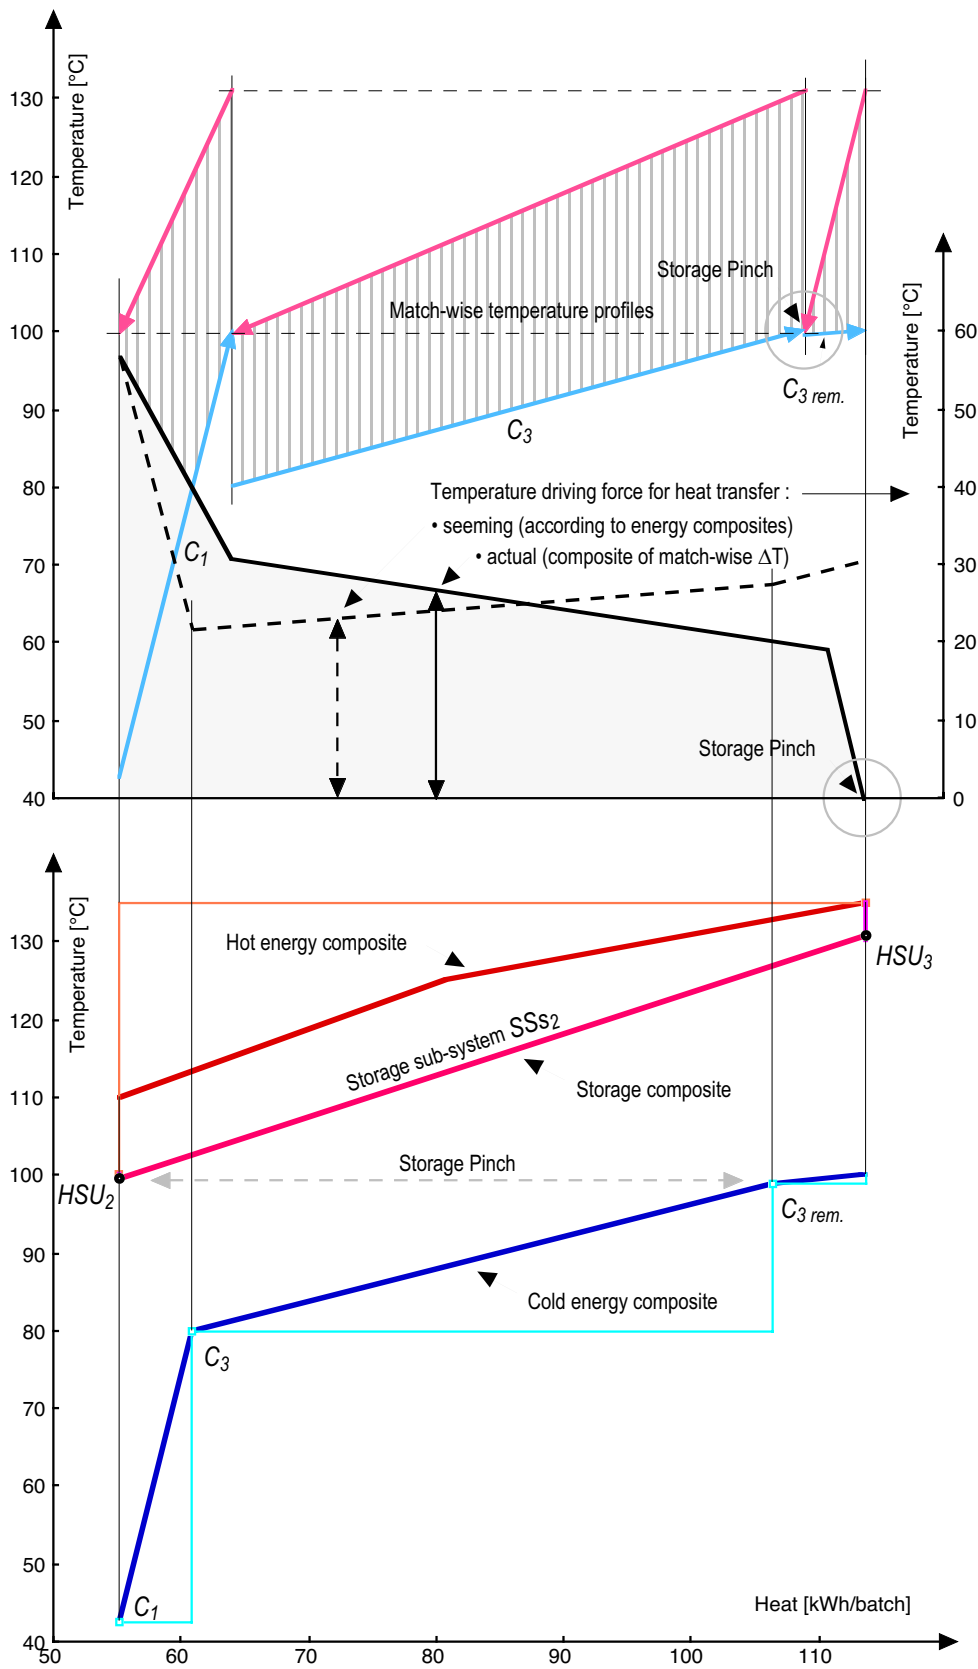 Temperature [°C]
130
120
110
Storage Pinch
Match-wise temperature profiles
100
60
Temperature [°C]
C3 rem.
90
50
C3
80
40
Temperature driving force for heat transfer :
• seeming (according to energy composites)
• actual (composite of match-wise ΔT)
C1
70
30
60
20
50
10
Storage Pinch
40
0
Temperature [°C]
130
Hot energy composite
HSU3
120
Storage sub-system SSs2
110
Storage composite
100
Storage Pinch
HSU2
C3 rem.
90
Cold energy composite
80
C3
70
60
50
C1
Heat [kWh/batch]
40
50
60
70
80
90
100
110